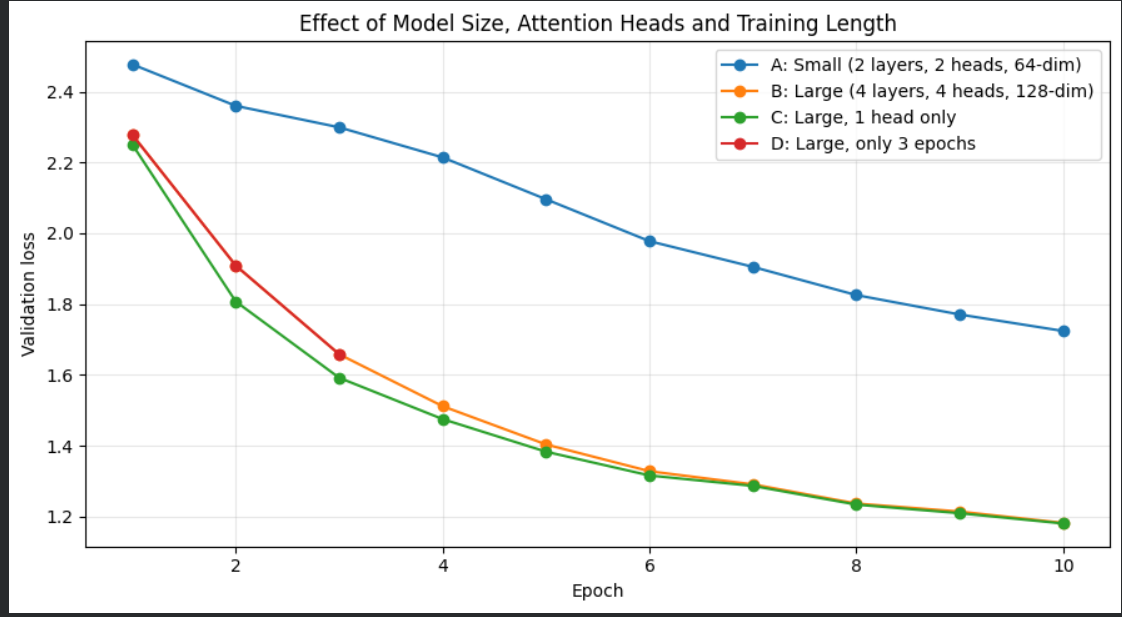 Effect of Model Size, Attention Heads and Training Length
A: Small (2 layers, 2 heads, 64-dim)
B: Large (4 layers, 4 heads, 128-dim)
C: Large, 1 head only
D: Large, only 3 epochs
Validation loss
2.4
2.2
2.0
1.8
1.6
1.4
1.2
2 4 6 8 10
Epoch